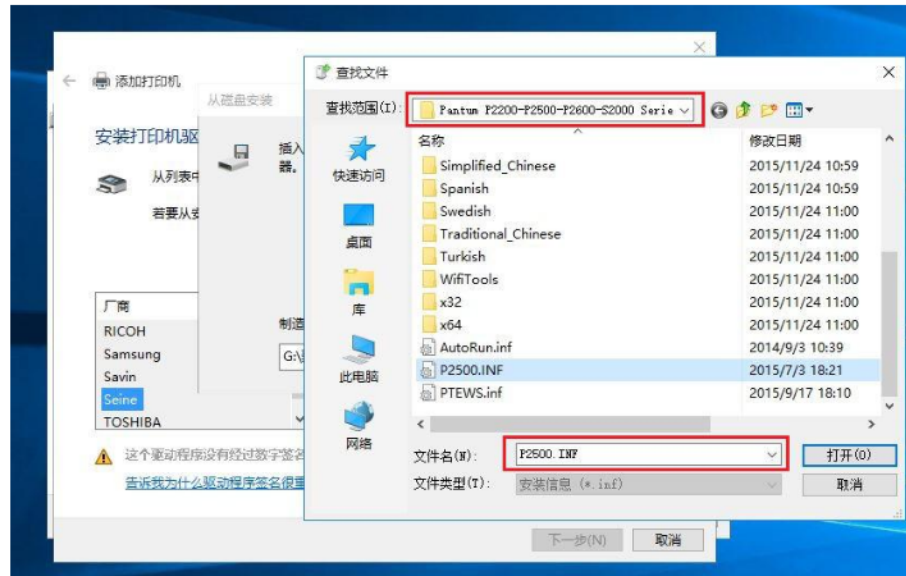 添加打印机
安装打印机驱
从列表中
若要从安
厂商
RICOH
Samsung
Savin
Seine
TOSHIBA
这个驱动程序没有经过数字签名
告诉我为什么驱动程序签名很重
下一步(N)
取消
从磁盘安装
插入
器。
制造
G:\
查找文件
查找范围(I):
Pantum P2200-P2500-P2600-S2000 Serie
快速访问
桌面
库
此电脑
网络
名称 修改日期
Simplified_Chinese 2015/11/24 10:59
Spanish 2015/11/24 10:59
Swedish 2015/11/24 11:00
Traditional_Chinese 2015/11/24 11:00
Turkish 2015/11/24 11:00
WifiTools 2015/11/24 11:00
x32 2015/11/24 11:00
x64 2015/11/24 11:00
AutoRun.inf 2014/9/3 10:39
P2500.INF 2015/7/3 18:21
PTEWS.inf 2015/9/17 18:10
文件名(N): P2500.INF 打开(O)
文件类型(T): 安装信息 (*.inf) 取消